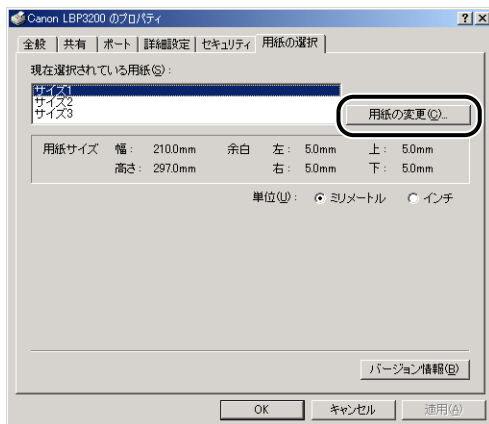 Canon LBP3200 のプロパティ
全般 共有 ポート 詳細設定 セキュリティ 用紙の選択
現在選択されている用紙(S):
サイズ1
サイズ2
サイズ3
用紙の変更(C)...
用紙サイズ 幅: 210.0mm 余白 左: 5.0mm 上: 5.0mm
高さ: 297.0mm 右: 5.0mm 下: 5.0mm
単位(U): ミリメートル インチ
バージョン情報(B)
OK キャンセル 適用(A)